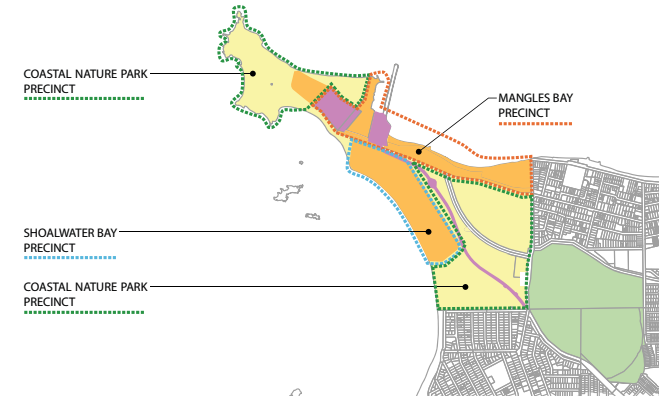 COASTAL NATURE PARK
PRECINCT
MANGLES BAY
PRECINCT
SHOALWATER BAY
PRECINCT
COASTAL NATURE PARK
PRECINCT